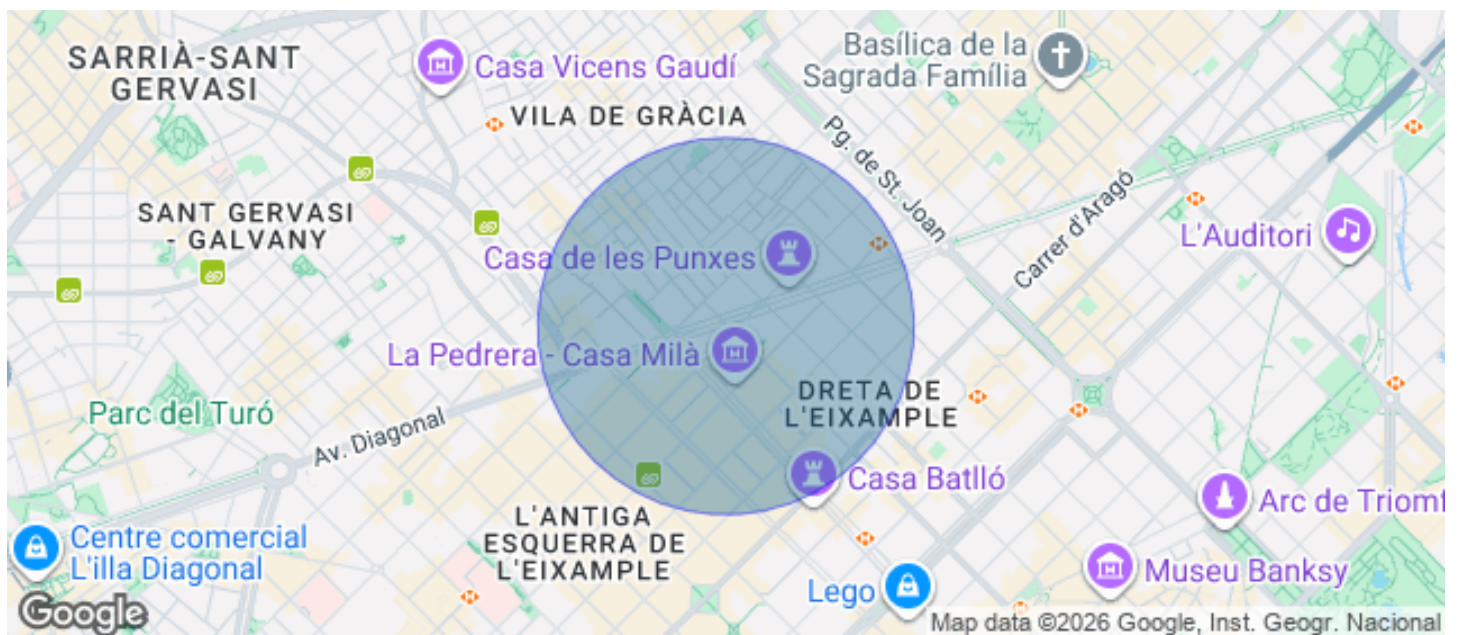 SARRIÀ-SANT
GERVASI
Casa Vicens Gaudí
Basílica de la
Sagrada Família
VILA DE GRÀCIA
Pg. de St. Joan
SANT GERVASI
- GALVANY
Casa de les Punxes
Carrer d'Aragó
L'Auditori
La Pedrera - Casa Milà
DRETA DE
L'EIXAMPLE
Parc del Turó
Av. Diagonal
Casa Batlló
Arc de Triomf
L'ANTIGA
ESQUERRA DE
L'EIXAMPLE
Centre comercial
L'illa Diagonal
Museu Banksy
Lego
Google
Map data ©2026 Google, Inst. Geogr. Nacional